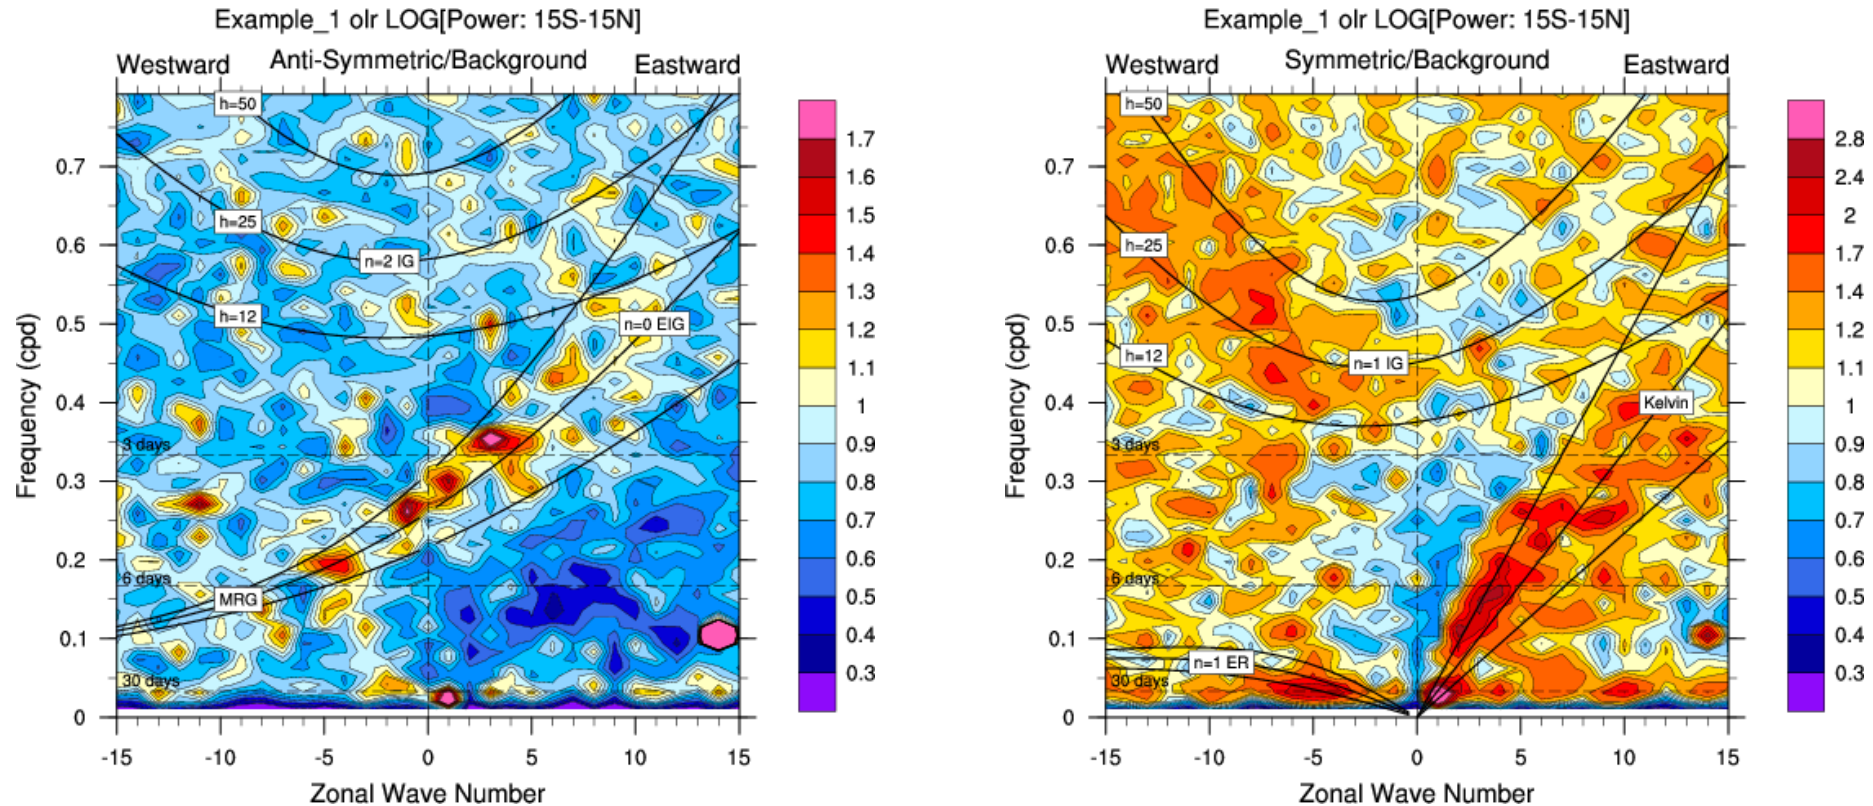 Example_1 olr LOG[Power: 15S-15N]
Westward Anti-Symmetric/Background Eastward
h=50
h=25
n=2 IG
h=12
n=0 EIG
3 days
6 days
MRG
30 days
0.7
0.6
0.5
0.4
0.3
0.2
0.1
0
Frequency (cpd)
-15 -10 -5 0 5 10 15
Zonal Wave Number
1.7
1.6
1.5
1.4
1.3
1.2
1.1
1
0.9
0.8
0.7
0.6
0.5
0.4
0.3
Example_1 olr LOG[Power: 15S-15N]
Westward Symmetric/Background Eastward
h=50
h=25
h=12
n=1 IG
Kelvin
3 days
6 days
n=1 ER
30 days
0.7
0.6
0.5
0.4
0.3
0.2
0.1
0
Frequency (cpd)
-15 -10 -5 0 5 10 15
Zonal Wave Number
2.8
2.4
2
1.7
1.4
1.2
1.1
1
0.9
0.8
0.7
0.6
0.5
0.4
0.3